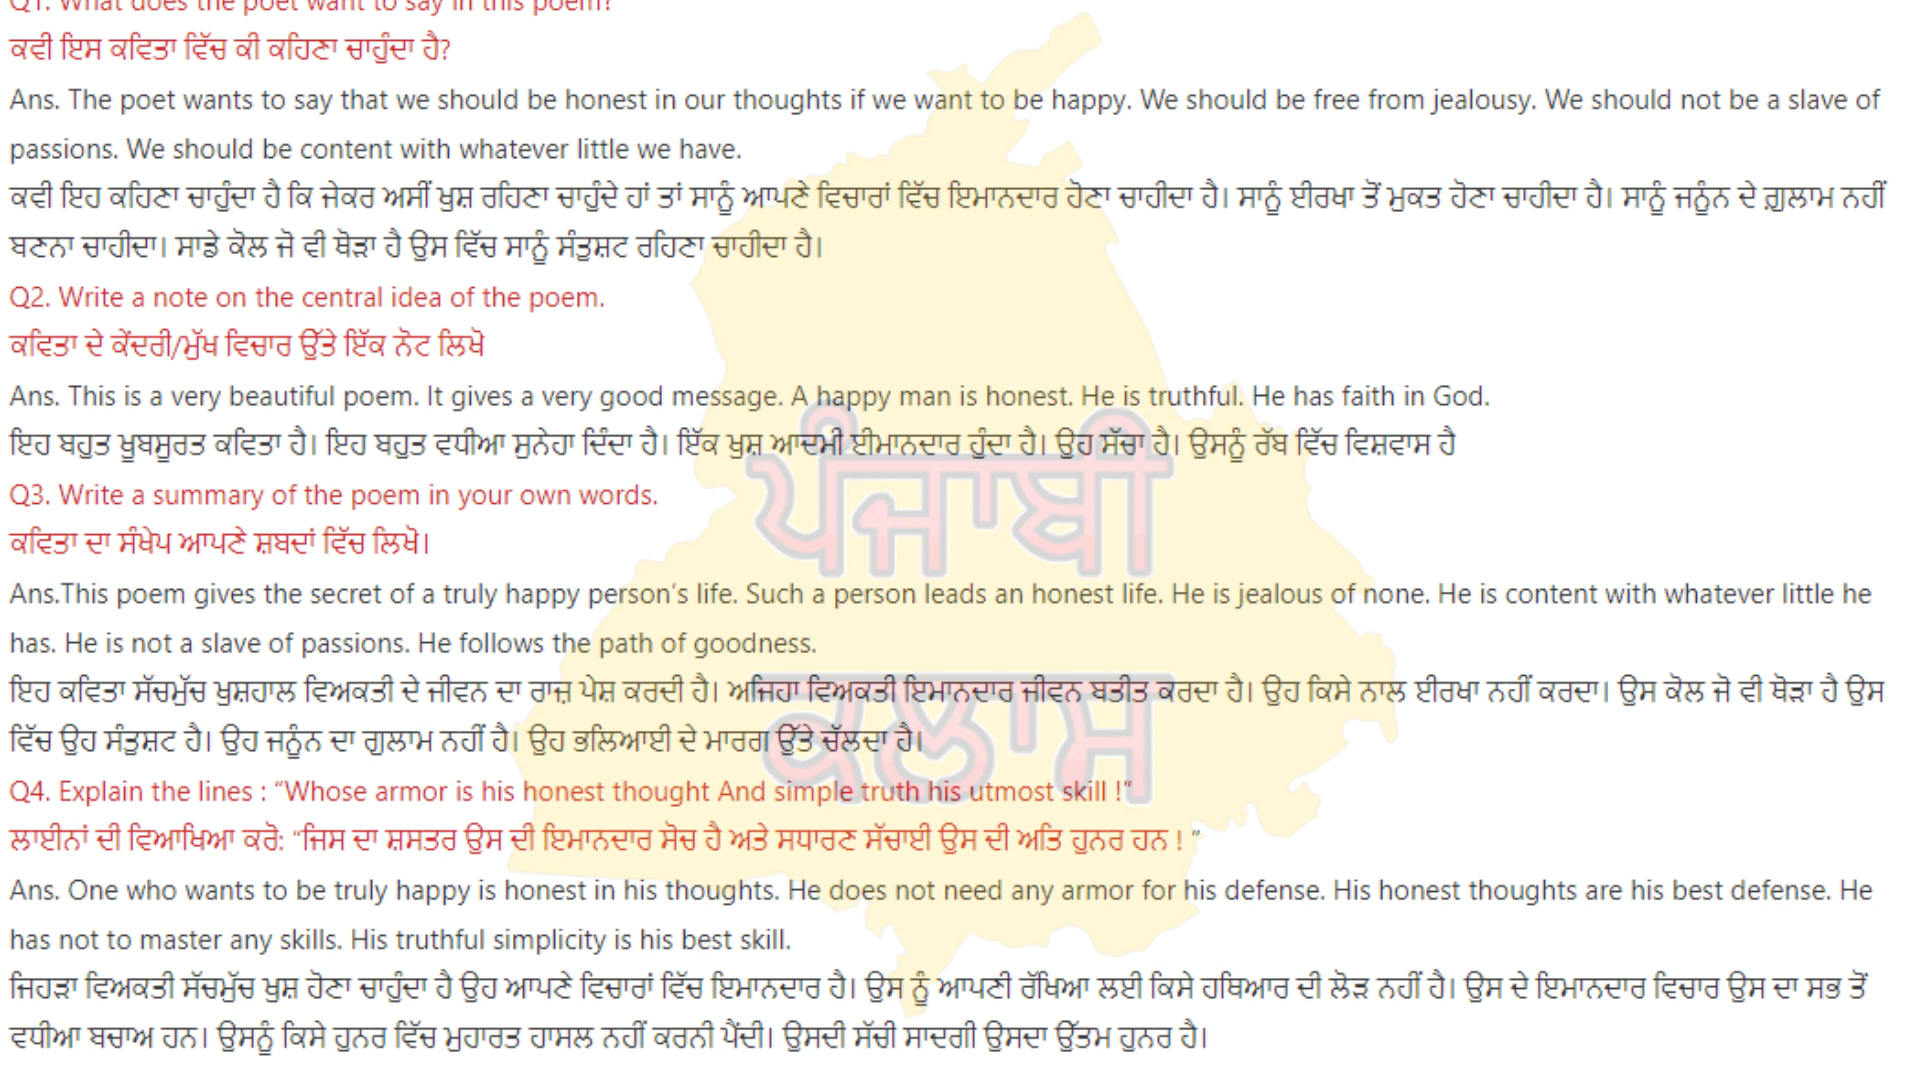 Q1. What does the poet want to say in this poem?
ਕਵੀ ਇਸ ਕਵਿਤਾ ਵਿੱਚ ਕੀ ਕਹਿਣਾ ਚਾਹੁੰਦਾ ਹੈ?
Ans. The poet wants to say that we should be honest in our thoughts if we want to be happy. We should be free from jealousy. We should not be a slave of
passions. We should be content with whatever little we have.
ਕਵੀ ਇਹ ਕਹਿਣਾ ਚਾਹੁੰਦਾ ਹੈ ਕਿ ਜੇਕਰ ਅਸੀਂ ਖੁਸ਼ ਰਹਿਣਾ ਚਾਹੁੰਦੇ ਹਾਂ ਤਾਂ ਸਾਨੂੰ ਆਪਣੇ ਵਿਚਾਰਾਂ ਵਿੱਚ ਇਮਾਨਦਾਰ ਹੋਣਾ ਚਾਹੀਦਾ ਹੈ। ਸਾਨੂੰ ਈਰਖਾ ਤੋਂ ਮੁਕਤ ਹੋਣਾ ਚਾਹੀਦਾ ਹੈ। ਸਾਨੂੰ ਜਨੂੰਨ ਦੇ ਗ਼ੁਲਾਮ ਨਹੀਂ
ਬਣਨਾ ਚਾਹੀਦਾ। ਸਾਡੇ ਕੋਲ ਜੋ ਵੀ ਥੋੜਾ ਹੈ ਉਸ ਵਿੱਚ ਸਾਨੂੰ ਸੰਤੁਸ਼ਟ ਰਹਿਣਾ ਚਾਹੀਦਾ ਹੈ।
Q2. Write a note on the central idea of the poem.
ਕਵਿਤਾ ਦੇ ਕੇਂਦਰੀ/ਮੁੱਖ ਵਿਚਾਰ ਉੱਤੇ ਇੱਕ ਨੋਟ ਲਿਖੋ
Ans. This is a very beautiful poem. It gives a very good message. A happy man is honest. He is truthful. He has faith in God.
ਇਹ ਬਹੁਤ ਖੂਬਸੂਰਤ ਕਵਿਤਾ ਹੈ। ਇਹ ਬਹੁਤ ਵਧੀਆ ਸੁਨੇਹਾ ਦਿੰਦਾ ਹੈ। ਇੱਕ ਖੁਸ਼ ਆਦਮੀ ਈਮਾਨਦਾਰ ਹੁੰਦਾ ਹੈ। ਉਹ ਸੱਚਾ ਹੈ। ਉਸਨੂੰ ਰੱਬ ਵਿੱਚ ਵਿਸ਼ਵਾਸ ਹੈ
ਪੰਜਾਬੀ
Q3. Write a summary of the poem in your own words.
ਕਵਿਤਾ ਦਾ ਸੰਖੇਪ ਆਪਣੇ ਸ਼ਬਦਾਂ ਵਿੱਚ ਲਿਖੋ।
Ans.This poem gives the secret of a truly happy person's life. Such a person leads an honest life. He is jealous of none. He is content with whatever little he
has. He is not a slave of passions. He follows the path of goodness.
ਇਹ ਕਵਿਤਾ ਸੱਚਮੁੱਚ ਖੁਸ਼ਹਾਲ ਵਿਅਕਤੀ ਦੇ ਜੀਵਨ ਦਾ ਰਾਜ਼ ਪੇਸ਼ ਕਰਦੀ ਹੈ। ਅਜਿਹਾ ਵਿਅਕਤੀ ਇਮਾਨਦਾਰ ਜੀਵਨ ਬਤੀਤ ਕਰਦਾ ਹੈ। ਉਹ ਕਿਸੇ ਨਾਲ ਈਰਖਾ ਨਹੀਂ ਕਰਦਾ। ਉਸ ਕੋਲ ਜੋ ਵੀ ਥੋੜਾ ਹੈ ਉਸ
ਵਿੱਚ ਉਹ ਸੰਤੁਸ਼ਟ ਹੈ। ਉਹ ਜਨੂੰਨ ਦਾ ਗੁਲਾਮ ਨਹੀਂ ਹੈ। ਉਹ ਭਲਿਆਈ ਦੇ ਮਾਰਗ ਉੱਤੇ ਚੱਲਦਾ ਹੈ।
ਕਲਾਸ
Q4. Explain the lines : “Whose armor is his honest thought And simple truth his utmost skill !”
ਲਾਈਨਾਂ ਦੀ ਵਿਆਖਿਆ ਕਰੋ: “ਜਿਸ ਦਾ ਸ਼ਸਤਰ ਉਸ ਦੀ ਇਮਾਨਦਾਰ ਸੋਚ ਹੈ ਅਤੇ ਸਧਾਰਣ ਸੱਚਾਈ ਉਸ ਦੀ ਅਤਿ ਹੁਨਰ ਹਨ ! ”
Ans. One who wants to be truly happy is honest in his thoughts. He does not need any armor for his defense. His honest thoughts are his best defense. He
has not to master any skills. His truthful simplicity is his best skill.
ਜਿਹੜਾ ਵਿਅਕਤੀ ਸੱਚਮੁੱਚ ਖੁਸ਼ ਹੋਣਾ ਚਾਹੁੰਦਾ ਹੈ ਉਹ ਆਪਣੇ ਵਿਚਾਰਾਂ ਵਿੱਚ ਇਮਾਨਦਾਰ ਹੈ। ਉਸ ਨੂੰ ਆਪਣੀ ਰੱਖਿਆ ਲਈ ਕਿਸੇ ਹਥਿਆਰ ਦੀ ਲੋੜ ਨਹੀਂ ਹੈ। ਉਸ ਦੇ ਇਮਾਨਦਾਰ ਵਿਚਾਰ ਉਸ ਦਾ ਸਭ ਤੋਂ
ਵਧੀਆ ਬਚਾਅ ਹਨ। ਉਸਨੂੰ ਕਿਸੇ ਹੁਨਰ ਵਿੱਚ ਮੁਹਾਰਤ ਹਾਸਲ ਨਹੀਂ ਕਰਨੀ ਪੈਂਦੀ। ਉਸਦੀ ਸੱਚੀ ਸਾਦਗੀ ਉਸਦਾ ਉੱਤਮ ਹੁਨਰ ਹੈ।